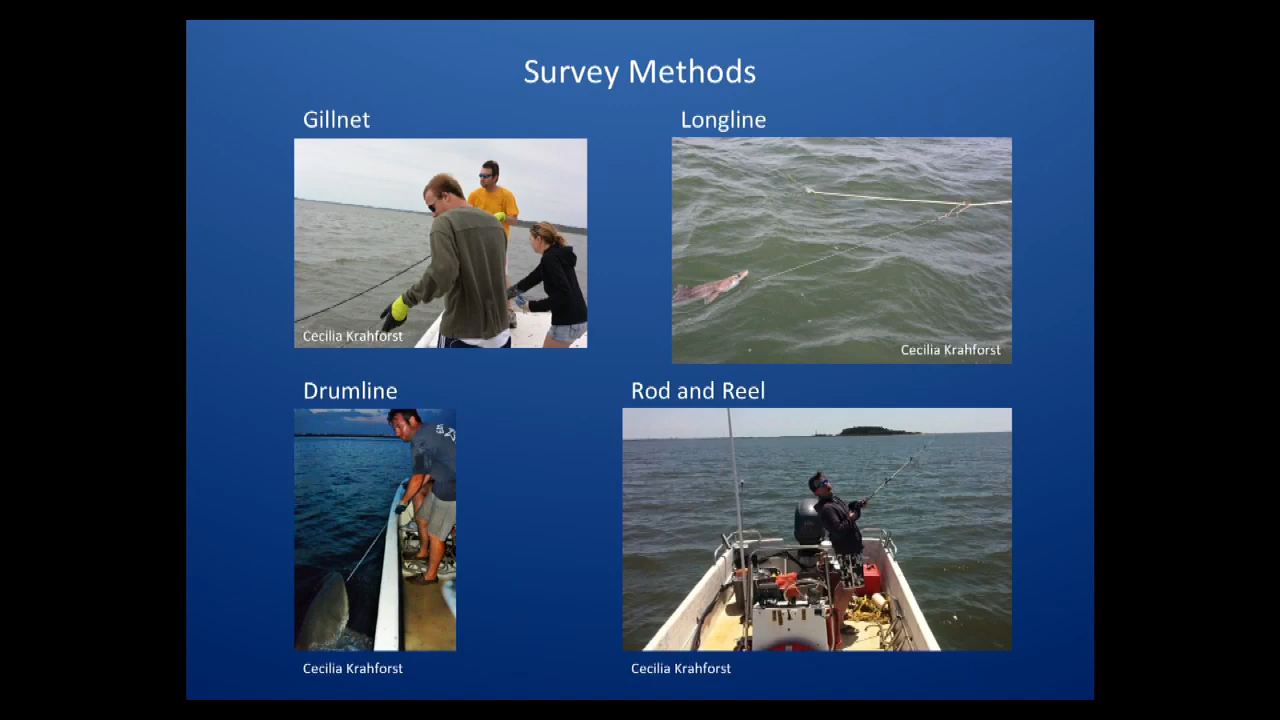 Survey Methods
Gillnet
Longline
Cecilia Krahforst
Cecilia Krahforst
Drumline
Rod and Reel
Cecilia Krahforst
Cecilia Krahforst